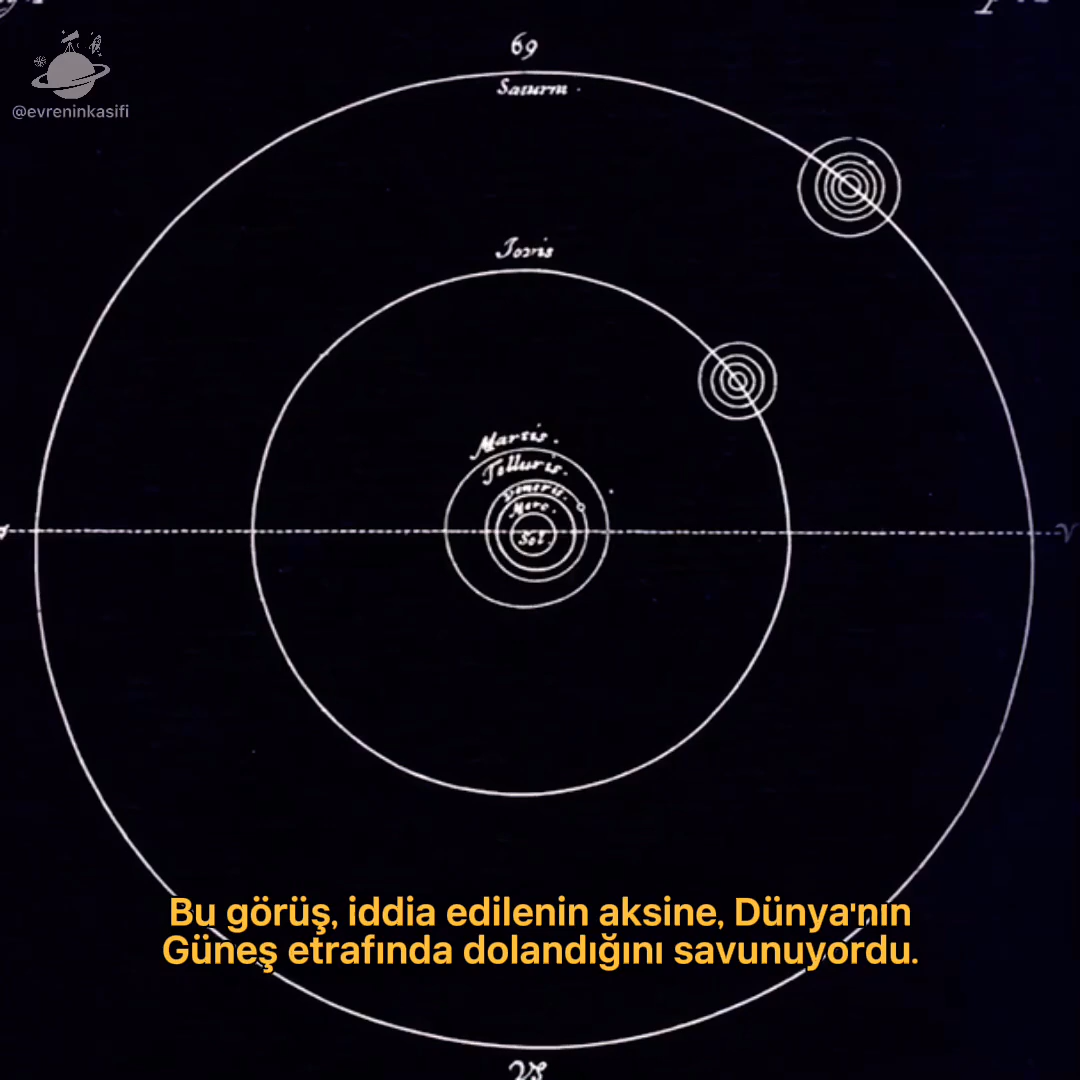 69
@evreninkasifi
Saturni.
Jovis
Martis.
Telluris.
Veneris.
Merc.
Sol.
Bu görüş, iddia edilenin aksine, Dünya'nın
Güneş etrafında dolandığını savunuyordu.